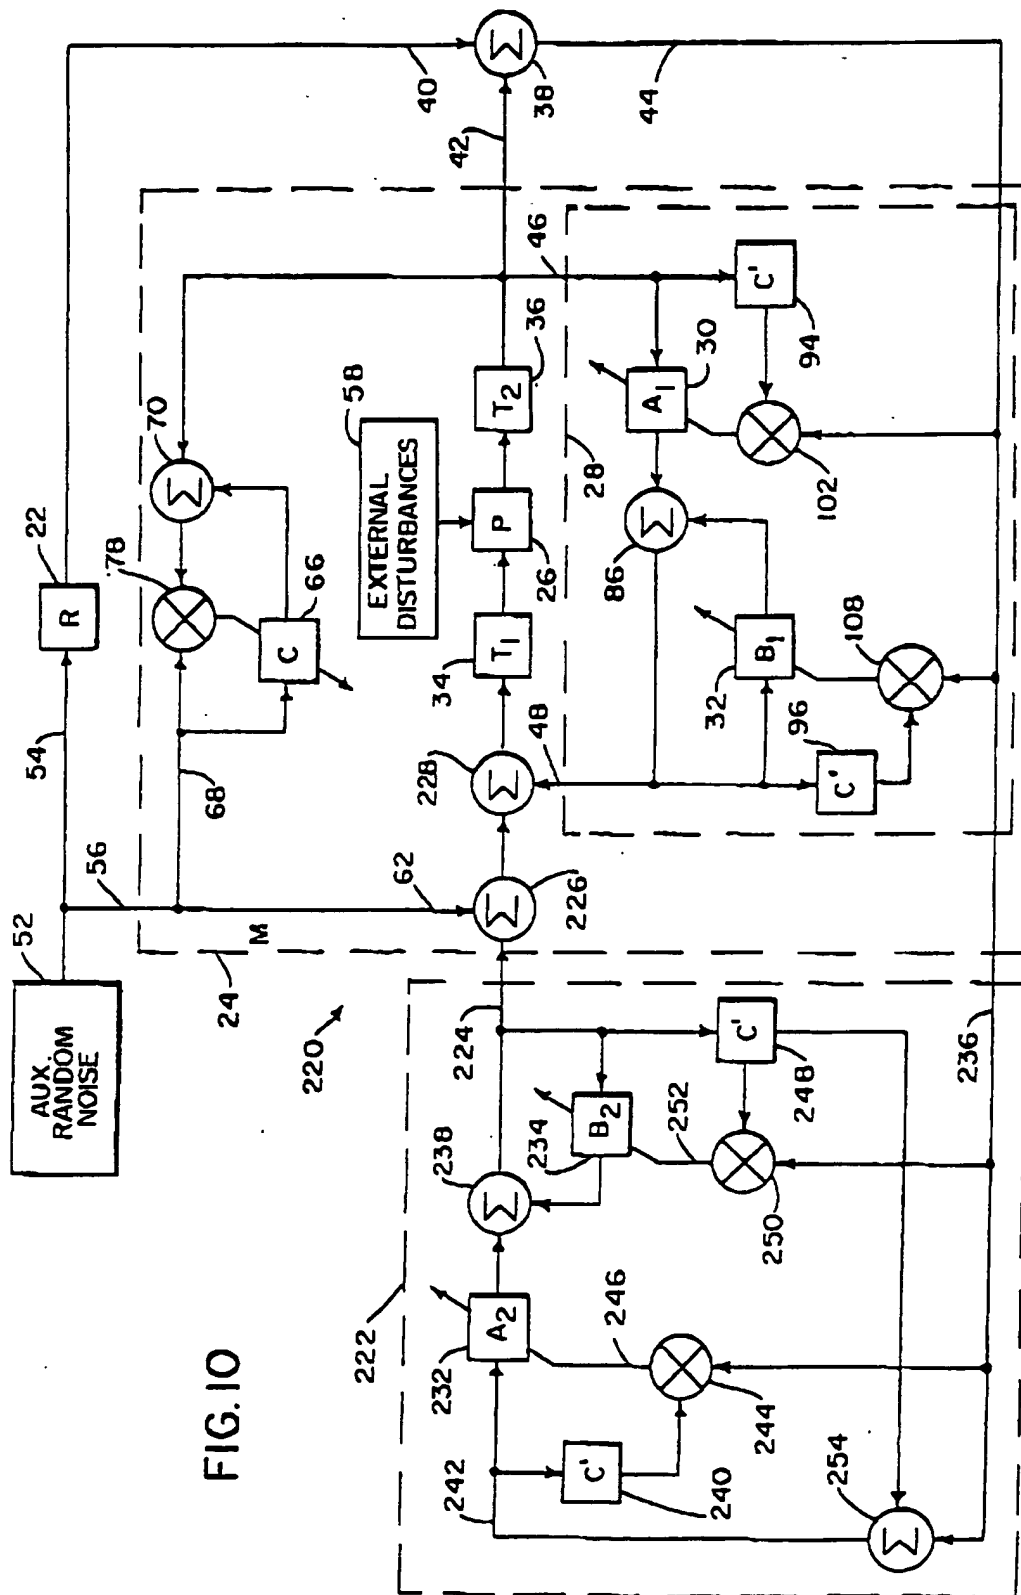 FIG.10
AUX.
RANDOM
NOISE
52
54
R
22
40
Σ
38
42
44
56
68
62
M
24
220
78
70
Σ
C
66
EXTERNAL
DISTURBANCES
58
34
T1
P
26
T2
36
46
228
Σ
226
Σ
48
28
A1
30
C'
94
102
Σ
86
32
B1
96
C'
108
222
224
236
238
Σ
232
A2
B2
234
252
C'
248
250
246
244
242
C'
240
254
Σ